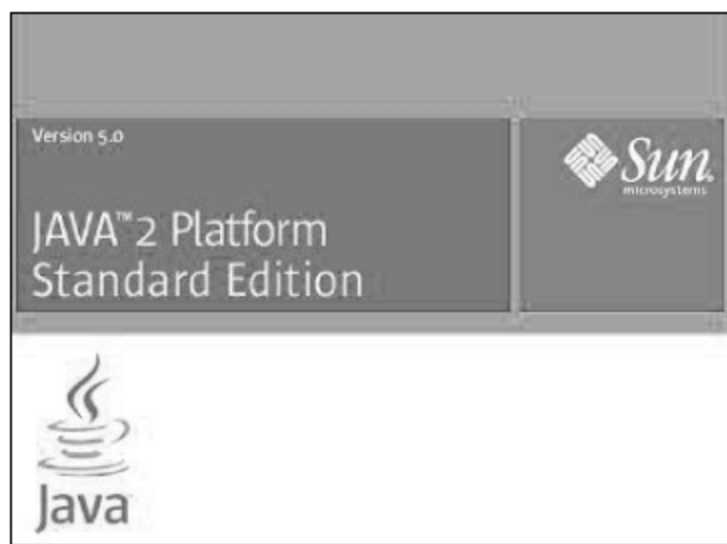 Version 5.0
Sun
microsystems
JAVA™2 Platform
Standard Edition
Java